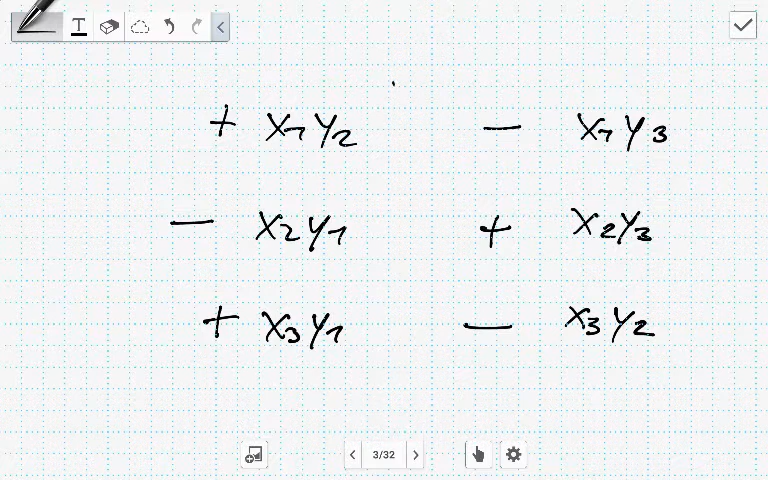 T
+ x₁y₂ − x₁y₃
− x₂y₁ + x₂y₃
+ x₃y₁ − x₃y₂
3/32